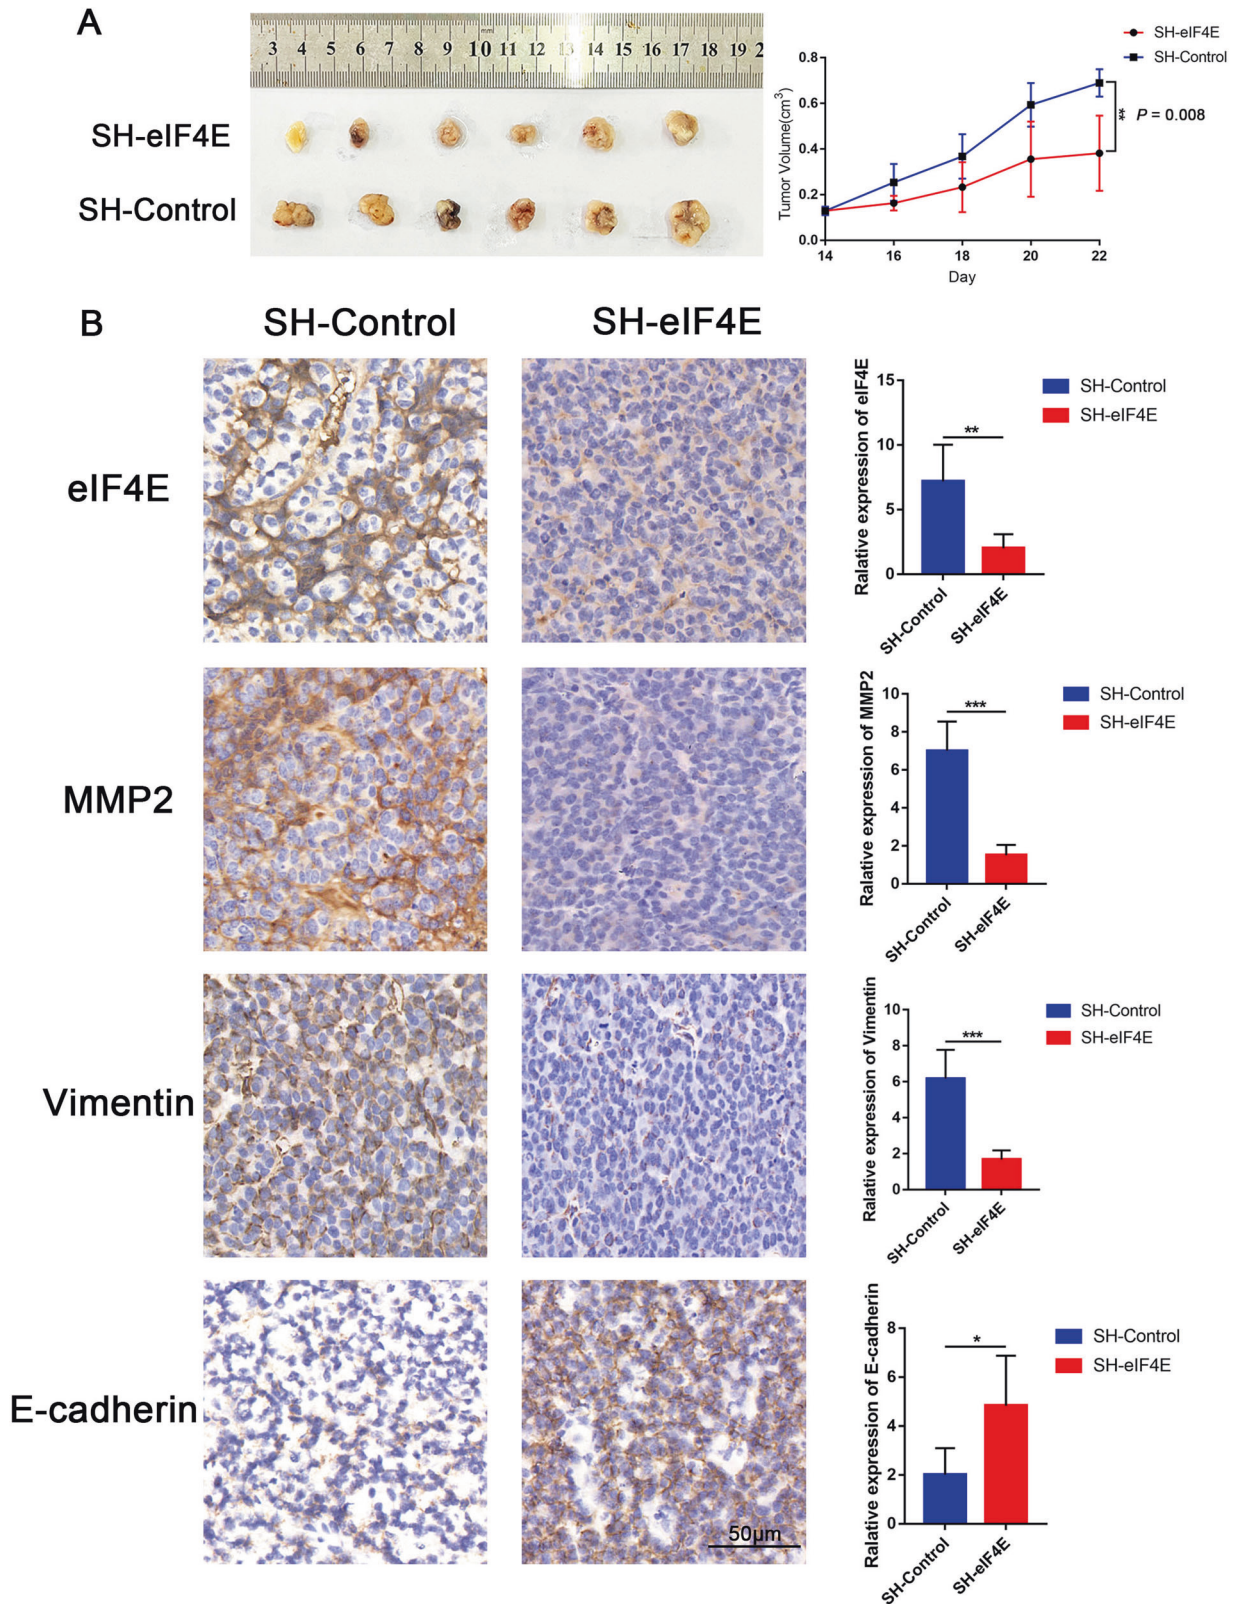 A
3 4 5 6 7 8 9 10 11 12 13 14 15 16 17 18 19 2
mm
SH-eIF4E
SH-Control
SH-eIF4E
SH-Control
Tumor Volume(cm³)
0.8
0.6
0.4
0.2
0.0
14 16 18 20 22
Day
** P = 0.008
B
SH-Control SH-eIF4E
eIF4E
Ralative expression of eIF4E
15
10
5
0
**
SH-Control
SH-eIF4E
SH-Control
SH-eIF4E
MMP2
Ralative expression of MMP2
10
8
6
4
2
0
***
SH-Control
SH-eIF4E
SH-Control
SH-eIF4E
Vimentin
Ralative expression of Vimentin
10
8
6
4
2
0
***
SH-Control
SH-eIF4E
SH-Control
SH-eIF4E
E-cadherin
50μm
Ralative expression of E-cadherin
8
6
4
2
0
*
SH-Control
SH-eIF4E
SH-Control
SH-eIF4E